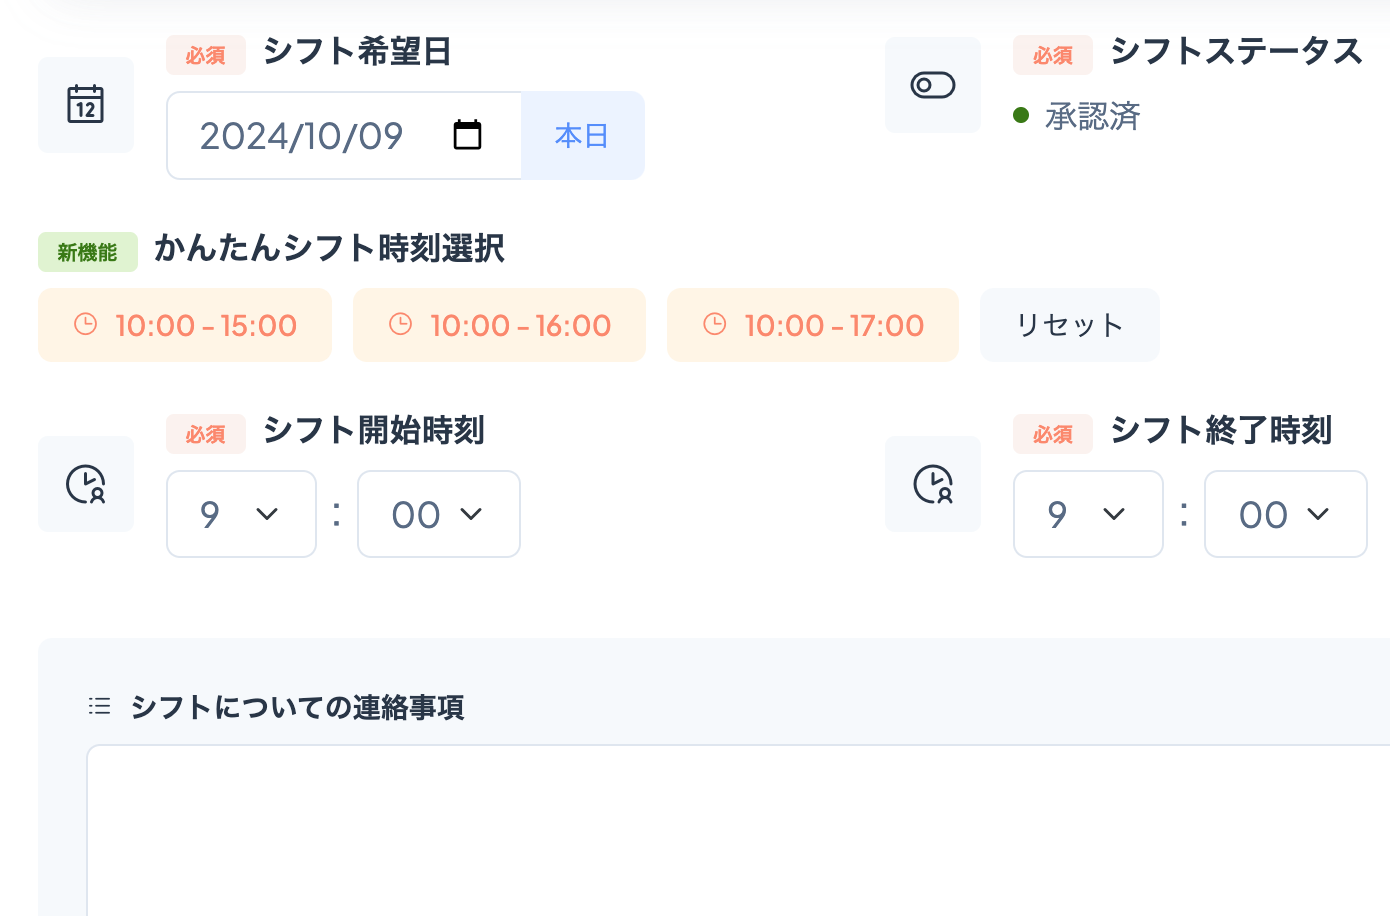 必須 シフト希望日
必須 シフトステータス
12
2024/10/09 本日
承認済
新機能 かんたんシフト時刻選択
10:00 - 15:00 10:00 - 16:00 10:00 - 17:00 リセット
必須 シフト開始時刻
必須 シフト終了時刻
9 : 00
9 : 00
シフトについての連絡事項